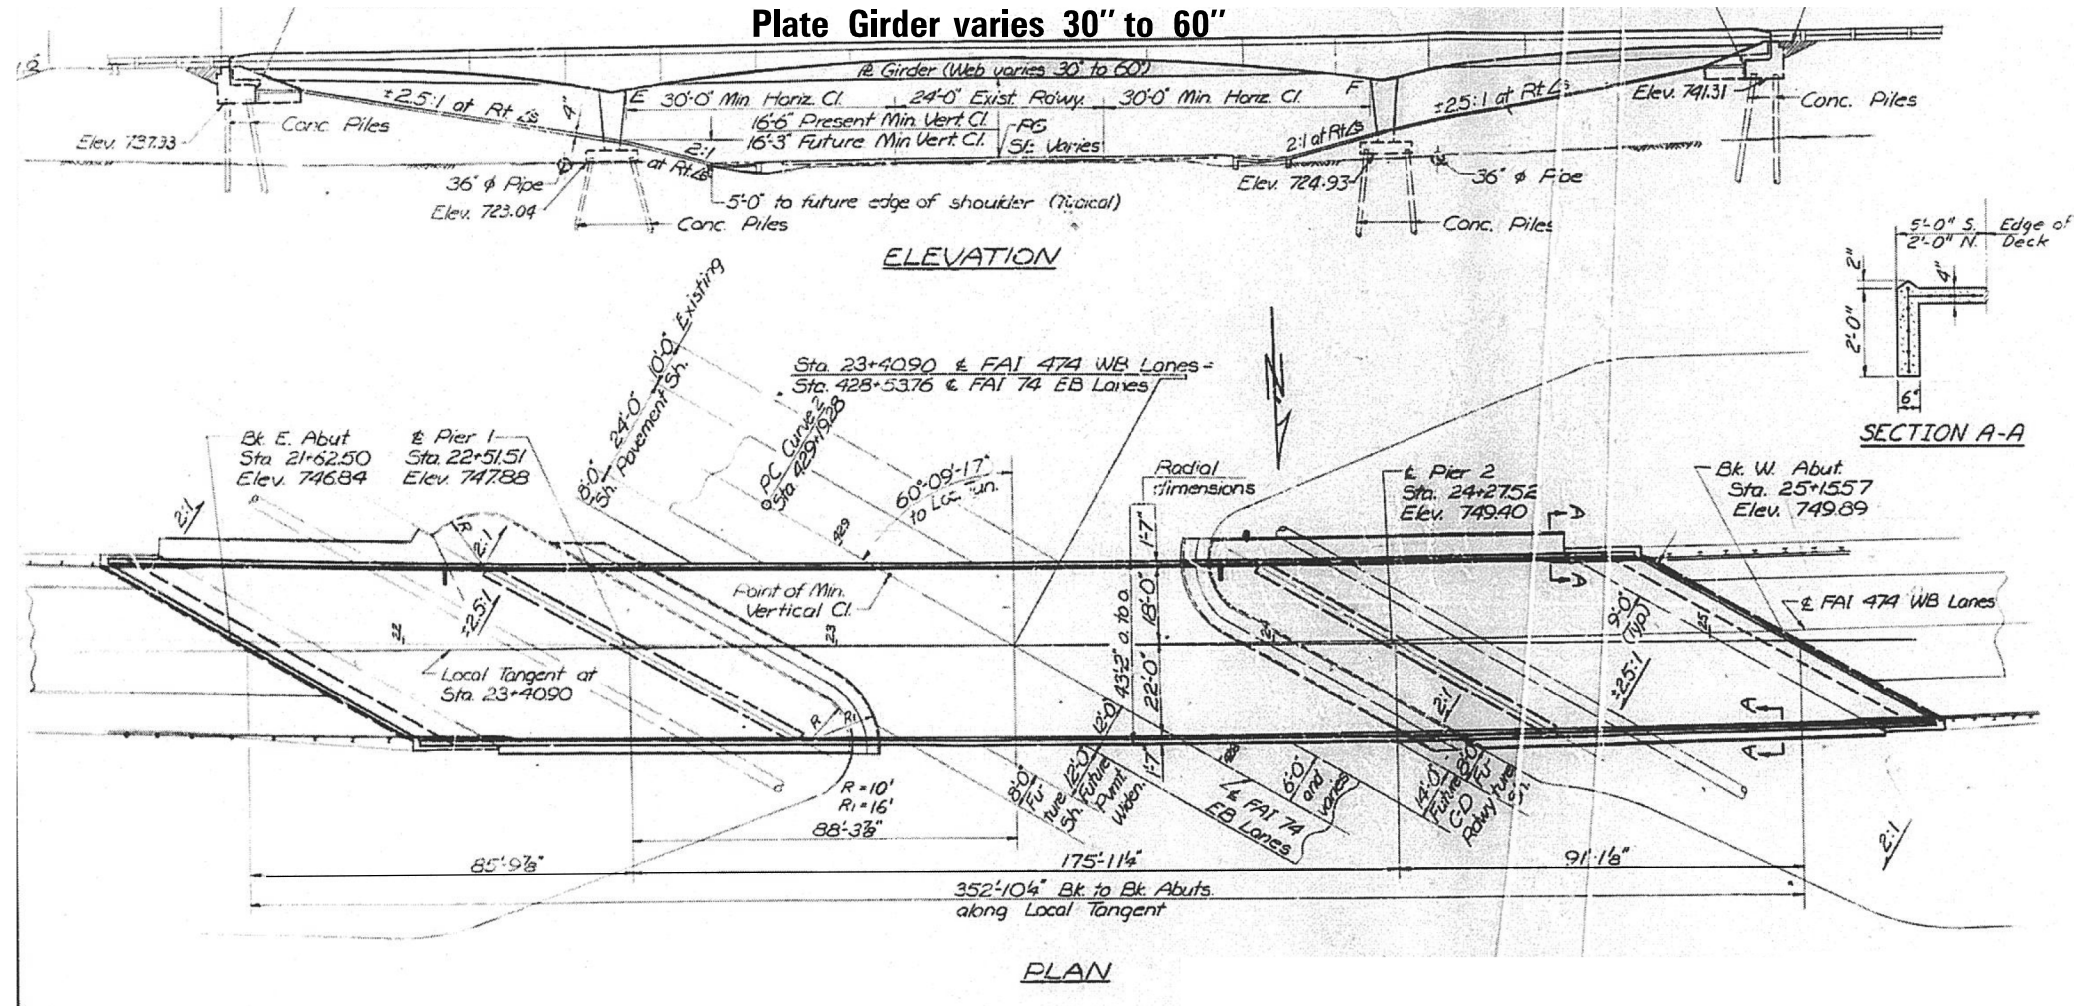 Plate Girder varies 30" to 60"
℄ Girder (Web varies 30" to 60")
±2.5:1 at Rt. ∠s
4"
E
30'-0" Min. Horiz. Cl.
24'-0" Exist. Rdwy.
30'-0" Min. Horiz. Cl.
F
±2.5:1 at Rt. ∠s
Elev. 741.31
Conc. Piles
Conc. Piles
Elev. 737.33
16'-6" Present Min. Vert. Cl.
16'-3" Future Min. Vert. Cl.
PG
S.E. Varies
2:1
at Rt. ∠s
2:1 at Rt. ∠s
36" φ Pipe
Elev. 723.04
5'-0" to future edge of shoulder (Typical)
Conc. Piles
Elev. 724.93
36" φ Pipe
Conc. Piles
ELEVATION
5'-0" S.
2'-0" N.
Edge of
Deck
2"
4"
2'-0"
6"
SECTION A-A
N
Sta. 23+40.90 ℄ FAI 474 WB Lanes =
Sta. 428+53.76 ℄ FAI 74 EB Lanes
8'-0"
Sh.
24'-0"
Pavement
10'-0"
Sh.
Existing
PC Curve 2
Sta. 429+19.28
60°-09'-17"
to Loc. Tan.
Bk. E. Abut.
Sta. 21+62.50
Elev. 746.84
℄ Pier 1
Sta. 22+51.51
Elev. 747.88
Radial
dimensions
℄ Pier 2
Sta. 24+27.52
Elev. 749.40
Bk. W. Abut.
Sta. 25+15.57
Elev. 749.89
2:1
R
2:1
429
1'-7"
D
D
Point of Min.
Vertical Cl.
±2.5:1
22
23
24
25
18'-0"
43'-2" o. to o.
22'-0"
1'-7"
9'-0"
(Typ.)
℄ FAI 474 WB Lanes
Local Tangent at
Sta. 23+40.90
±2.5:1
2:1
R
R1
A
A
R = 10'
R1 = 16'
8'-0"
Future
Sh.
12'-0"
Future
Pvmt.
Widen.
12'-0"
428
℄ FAI 74
EB Lanes
6'-0"
and
varies
14'-0"
Future
C-D
Rdwy
8'-0"
Future
Sh.
2:1
88'-3⅞"
85'-9⅞"
175'-11¼"
91'-1⅛"
352'-10¼" Bk. to Bk. Abuts.
along Local Tangent
PLAN